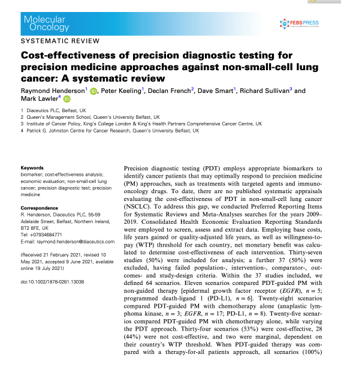 Molecular
Oncology
FEBSPRESS
SYSTEMATIC REVIEW
Cost-effectiveness of precision diagnostic testing for
precision medicine approaches against non-small-cell lung
cancer: A systematic review
Raymond Henderson¹, Peter Keeling¹, Declan French², Dave Smart¹, Richard Sullivan³ and
Mark Lawler⁴
1 Diaceutics PLC, Belfast, UK
2 Queen's Management School, Queen's University Belfast, UK
3 Institute of Cancer Policy, King's College London & King's Health Partners Comprehensive Cancer Centre, UK
4 Patrick G. Johnston Centre for Cancer Research, Queen's University Belfast, UK
Keywords
biomarker; cost-effectiveness analysis;
economic evaluation; non-small-cell lung
cancer; precision diagnostic test; precision
medicine
Correspondence
R. Henderson, Diaceutics PLC, 55-59
Adelaide Street, Belfast, Northern Ireland,
BT2 8FE, UK
E-mail: raymond.henderson@diaceutics.com
(Received 21 February 2021, revised 10
May 2021, accepted 9 June 2021, available
online 19 July 2021)
doi:10.1002/1878-0261.13038
Precision diagnostic testing (PDT) employs appropriate biomarkers to
identify cancer patients that may optimally respond to precision medicine
(PM) approaches, such as treatments with targeted agents and immuno-
oncology drugs. To date, there are no published systematic appraisals
evaluating the cost-effectiveness of PDT in non-small-cell lung cancer
(NSCLC). To address this gap, we conducted Preferred Reporting Items
for Systematic Reviews and Meta-Analyses searches for the years 2009–
2019. Consolidated Health Economic Evaluation Reporting Standards
were employed to screen, assess and extract data. Employing base costs,
life years gained or quality-adjusted life years, as well as willingness-to-
pay (WTP) threshold for each country, net monetary benefit was calcu-
lated to determine cost-effectiveness of each intervention. Thirty-seven
studies (50%) were included for analysis; a further 37 (50%) were
excluded, having failed population-, intervention-, comparator-, out-
comes- and study-design criteria. Within the 37 studies included, we
defined 64 scenarios. Eleven scenarios compared PDT-guided PM with
non-guided therapy [epidermal growth factor receptor (EGFR), n = 5;
programmed death-ligand 1 (PD-L1), n = 6]. Twenty-eight scenarios
compared PDT-guided PM with chemotherapy alone (anaplastic lym-
phoma kinase, n = 3; EGFR, n = 17; PD-L1, n = 8). Twenty-five scenar-
ios compared PDT-guided PM with chemotherapy alone, while varying
the PDT approach. Thirty-four scenarios (53%) were cost-effective, 28
(44%) were not cost-effective, and two were marginal, dependent on
their country's WTP threshold. When PDT-guided therapy was com-
pared with a therapy-for-all patients approach, all scenarios (100%)